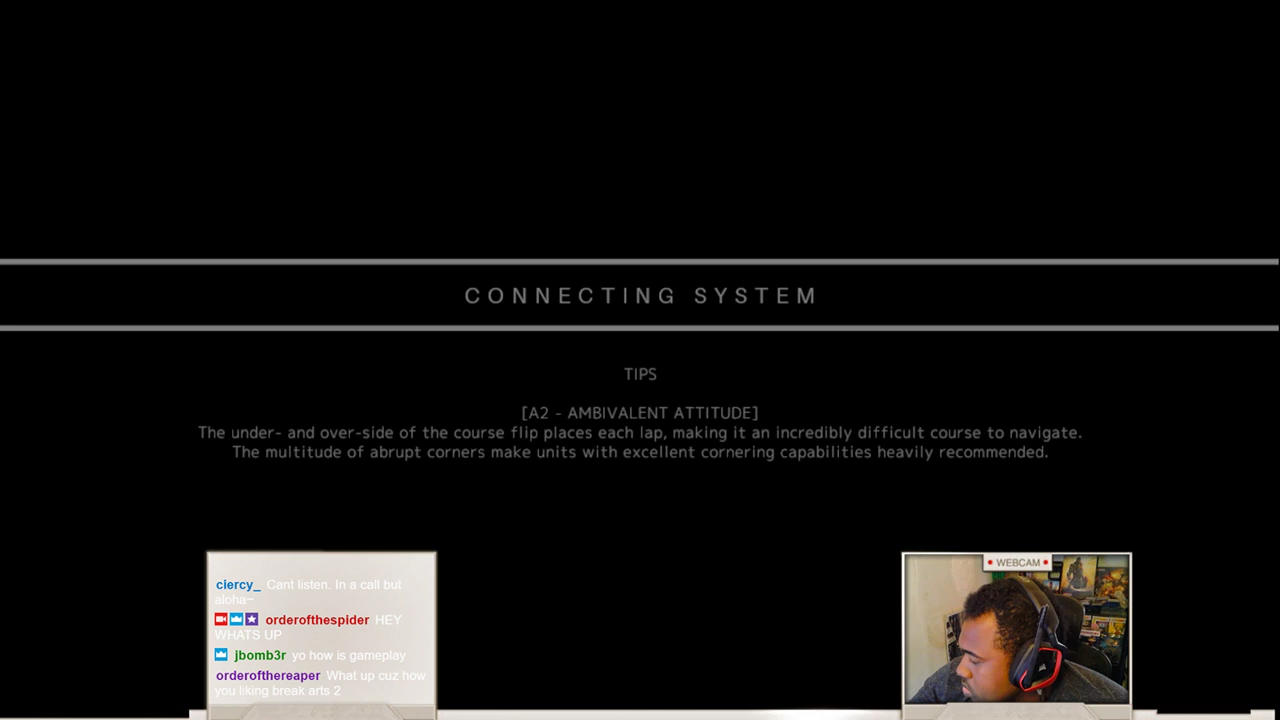 CONNECTING SYSTEM
TIPS
[A2 - AMBIVALENT ATTITUDE]
The under- and over-side of the course flip places each lap, making it an incredibly difficult course to navigate.
The multitude of abrupt corners make units with excellent cornering capabilities heavily recommended.
WEBCAM
ciercy_ Cant listen. In a call but
aloha~
orderofthespider HEY
WHATS UP
jbomb3r yo how is gameplay
orderofthereaper What up cuz how
you liking break arts 2